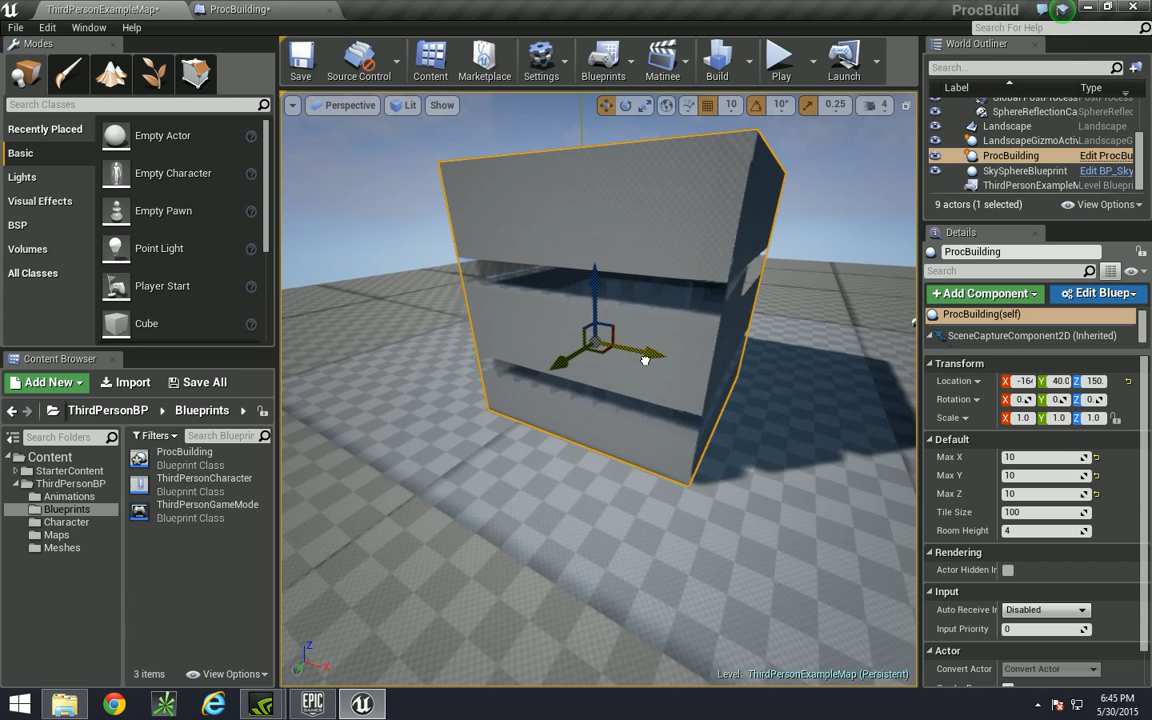 ThirdPersonExampleMap*
ProcBuilding*
ProcBuild
File
Edit
Window
Help
Search For Help
Modes
Search Classes
Recently Placed
Basic
Lights
Visual Effects
BSP
Volumes
All Classes
Empty Actor
Empty Character
Empty Pawn
Point Light
Player Start
Cube
Save
Source Control
Content
Marketplace
Settings
Blueprints
Matinee
Build
Play
Launch
Perspective
Lit
Show
10
10°
0.25
4
World Outliner
Search...
Label
Type
SphereReflectionCa
SphereReflec
Landscape
Landscape
LandscapeGizmoActiv
LandscapeG
ProcBuilding
Edit ProcBu
SkySphereBlueprint
Edit BP_Sky
ThirdPersonExampleM
Level Bluepri
9 actors (1 selected)
View Options
Details
ProcBuilding
Search
+Add Component
Edit Bluep
ProcBuilding(self)
SceneCaptureComponent2D (Inherited)
Transform
Location
X -164 Y 40.0 Z 150.
Rotation
X 0. Y 0. Z 0.
Scale
X 1.0 Y 1.0 Z 1.0
Default
Max X
10
Max Y
10
Max Z
10
Tile Size
100
Room Height
4
Rendering
Actor Hidden In
Input
Auto Receive In
Disabled
Input Priority
0
Actor
Convert Actor
Convert Actor
Content Browser
Add New
Import
Save All
ThirdPersonBP
Blueprints
Search Folders
Filters
Search Blueprin
Content
StarterContent
ThirdPersonBP
Animations
Blueprints
Character
Maps
Meshes
ProcBuilding
Blueprint Class
ThirdPersonCharacter
Blueprint Class
ThirdPersonGameMode
Blueprint Class
3 items
View Options
Z
X
Level: ThirdPersonExampleMap (Persistent)
EPIC
GAMES
6:45 PM
5/30/2015